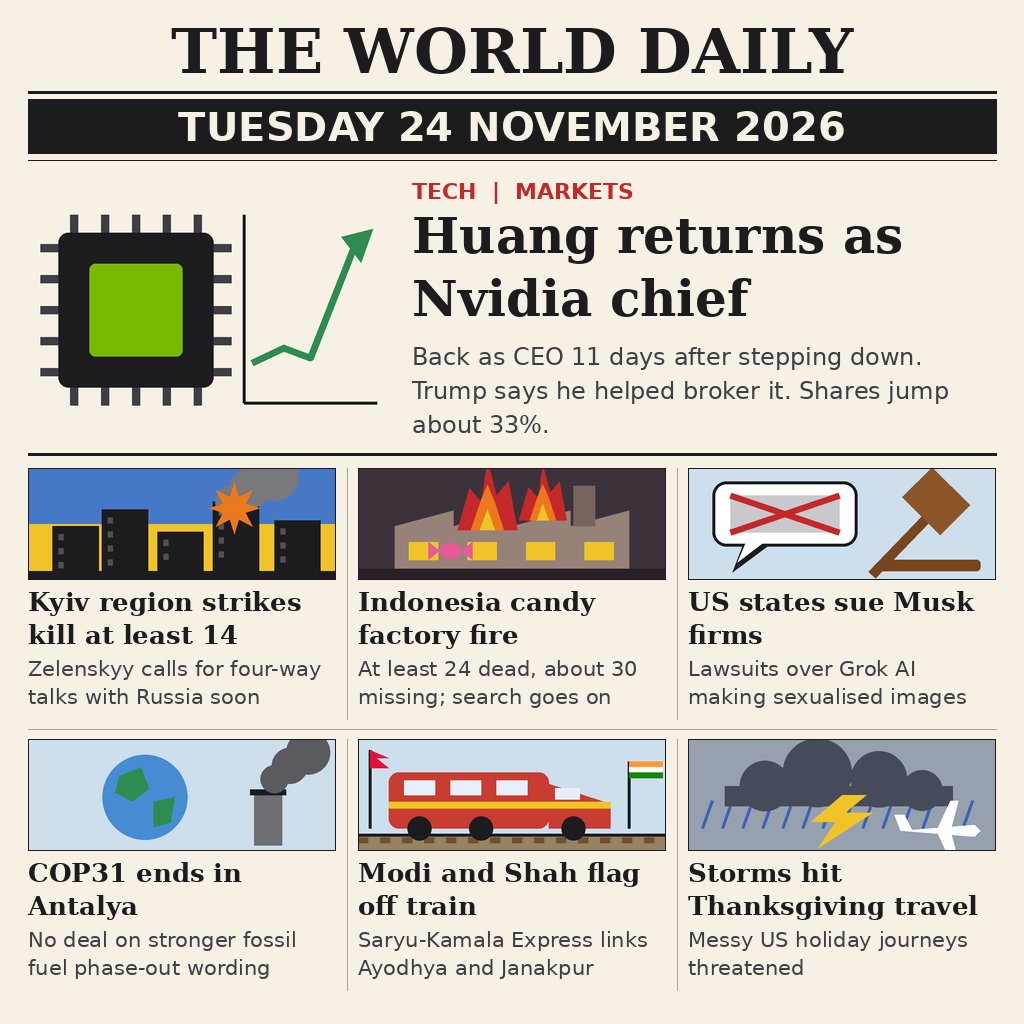 THE WORLD DAILY
TUESDAY 24 NOVEMBER 2026
TECH | MARKETS
Huang returns as
Nvidia chief
Back as CEO 11 days after stepping down.
Trump says he helped broker it. Shares jump
about 33%.
Kyiv region strikes
kill at least 14
Zelenskyy calls for four-way
talks with Russia soon
Indonesia candy
factory fire
At least 24 dead, about 30
missing; search goes on
US states sue Musk
firms
Lawsuits over Grok AI
making sexualised images
COP31 ends in
Antalya
No deal on stronger fossil
fuel phase-out wording
Modi and Shah flag
off train
Saryu-Kamala Express links
Ayodhya and Janakpur
Storms hit
Thanksgiving travel
Messy US holiday journeys
threatened